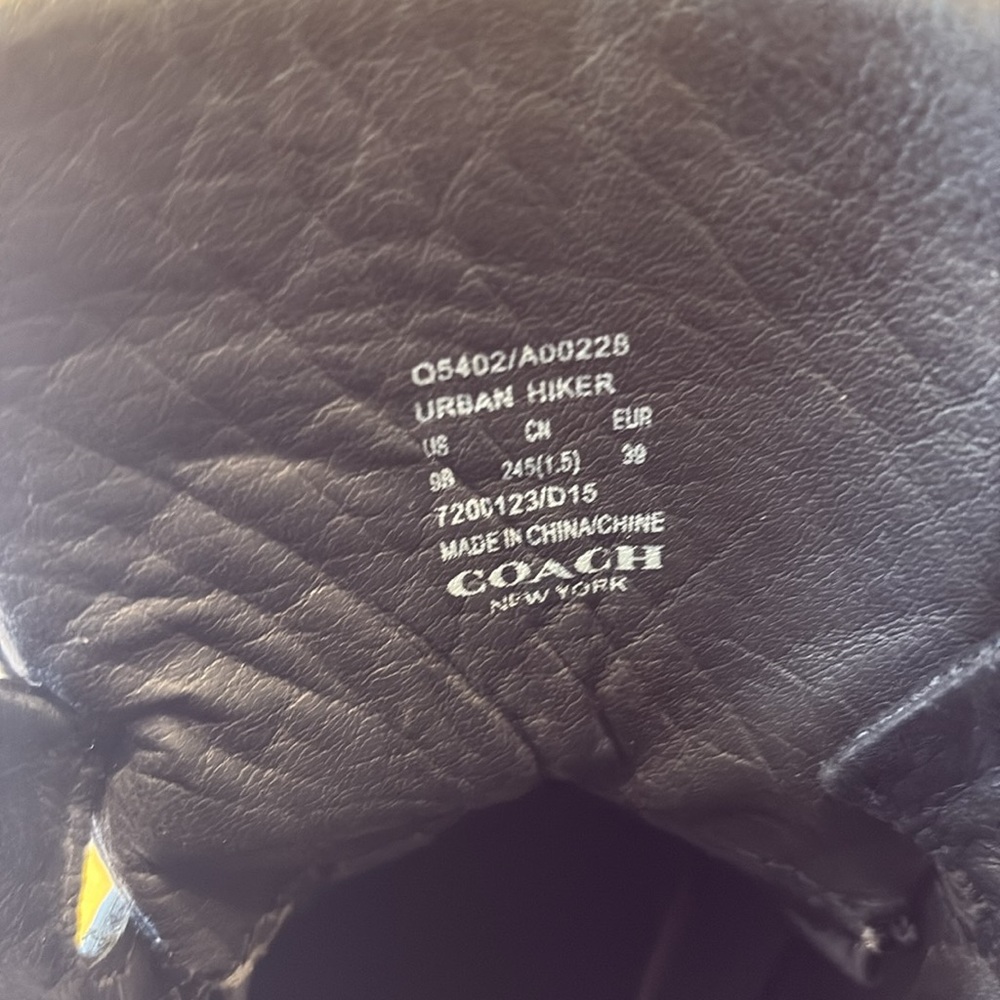 Q5402/A00228
URBAN HIKER
US CN EUR
9B 245(1.5) 39
7200123/D15
MADE IN CHINA/CHINE
COACH
NEW YORK